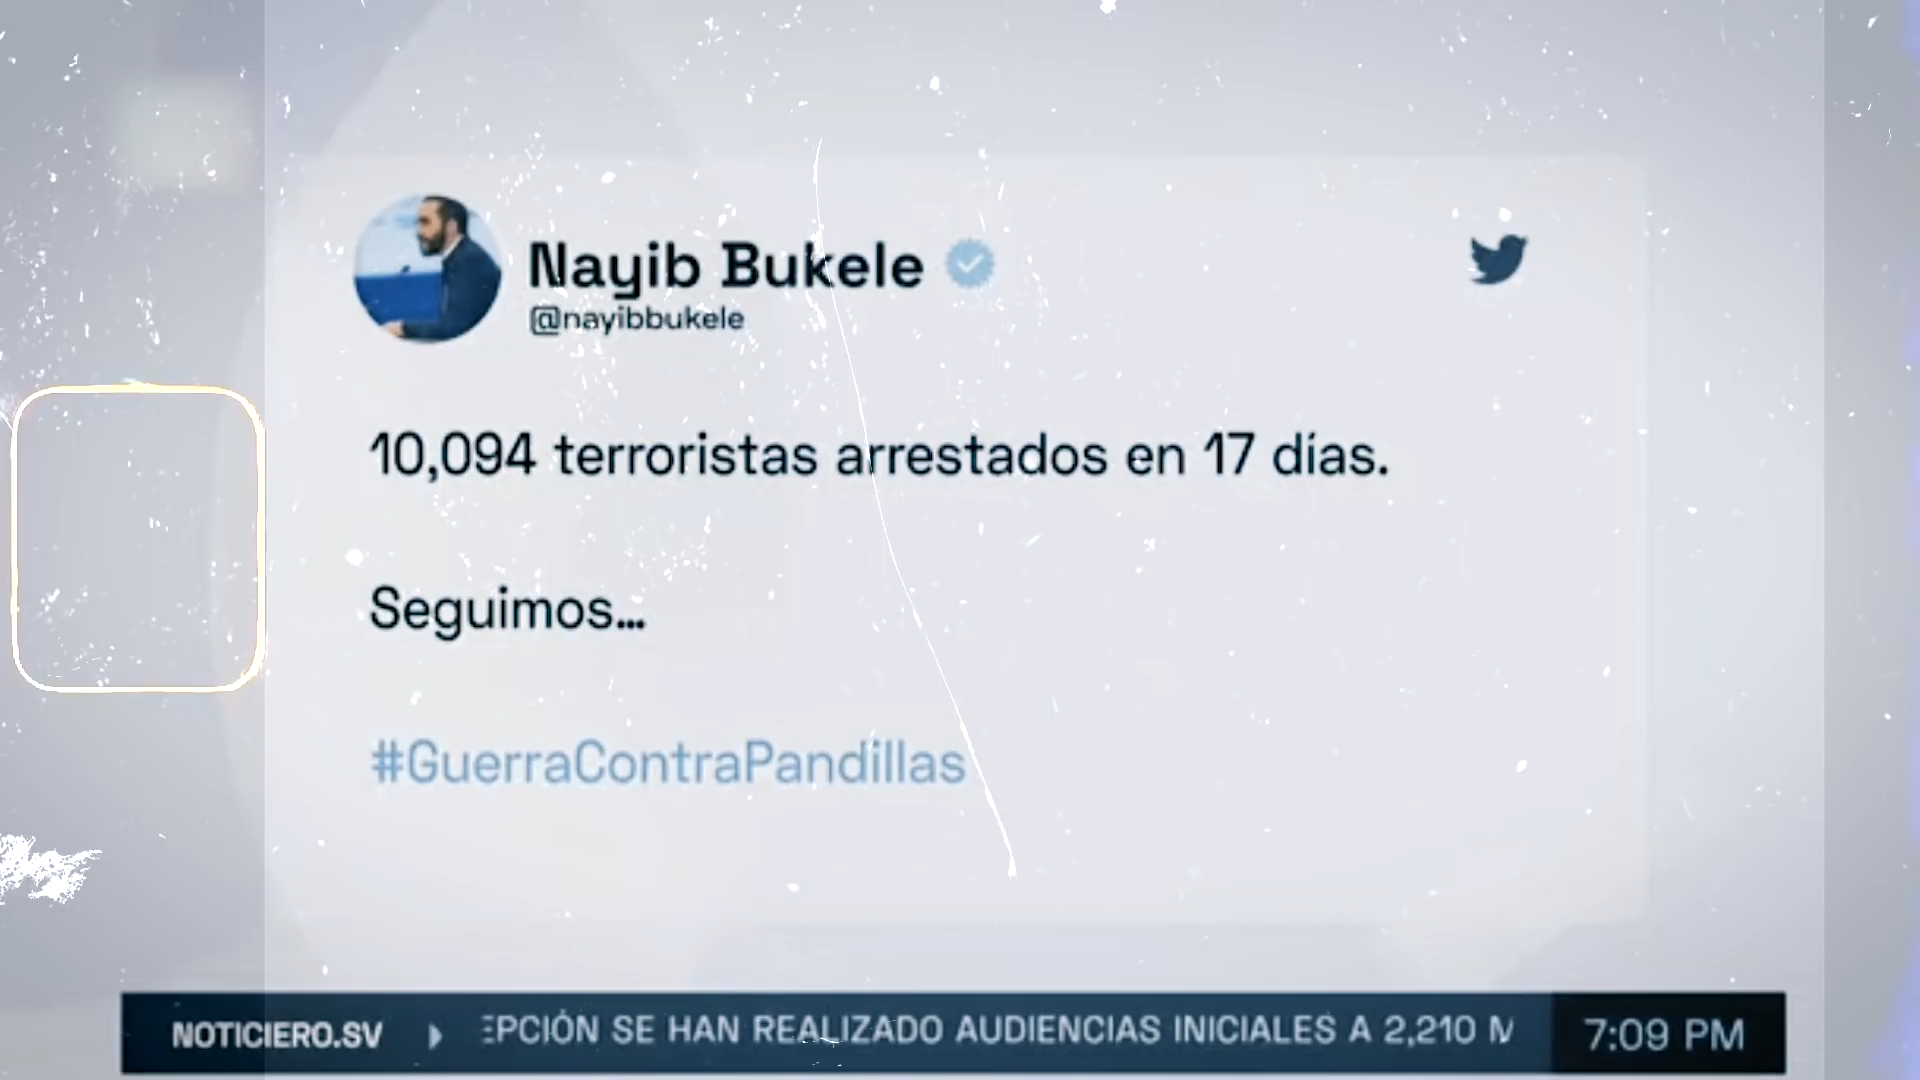 Nayib Bukele
@nayibbukele
10,094 terroristas arrestados en 17 días.
Seguimos...
#GuerraContraPandillas
NOTICIERO.SV
SE HAN REALIZADO AUDIENCIAS INICIALES A 2,210
7:09 PM